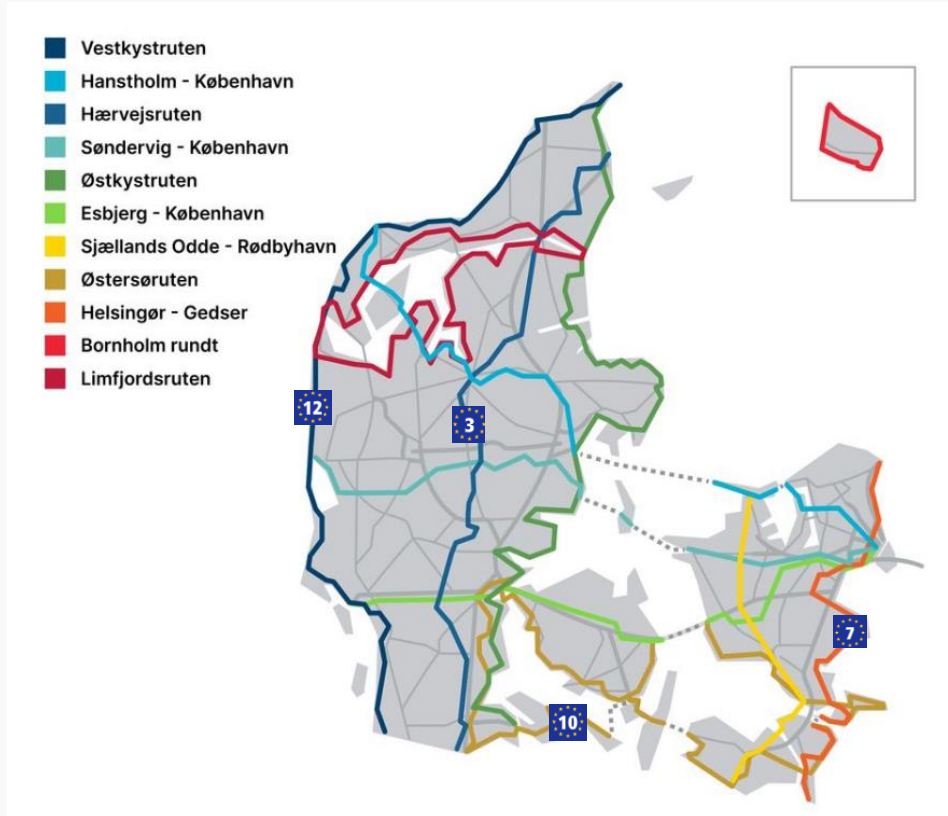 Vestkystruten
Hanstholm - København
Hærvejsruten
Søndervig - København
Østkystruten
Esbjerg - København
Sjællands Odde - Rødbyhavn
Østersøruten
Helsingør - Gedser
Bornholm rundt
Limfjordsruten
12
3
7
10